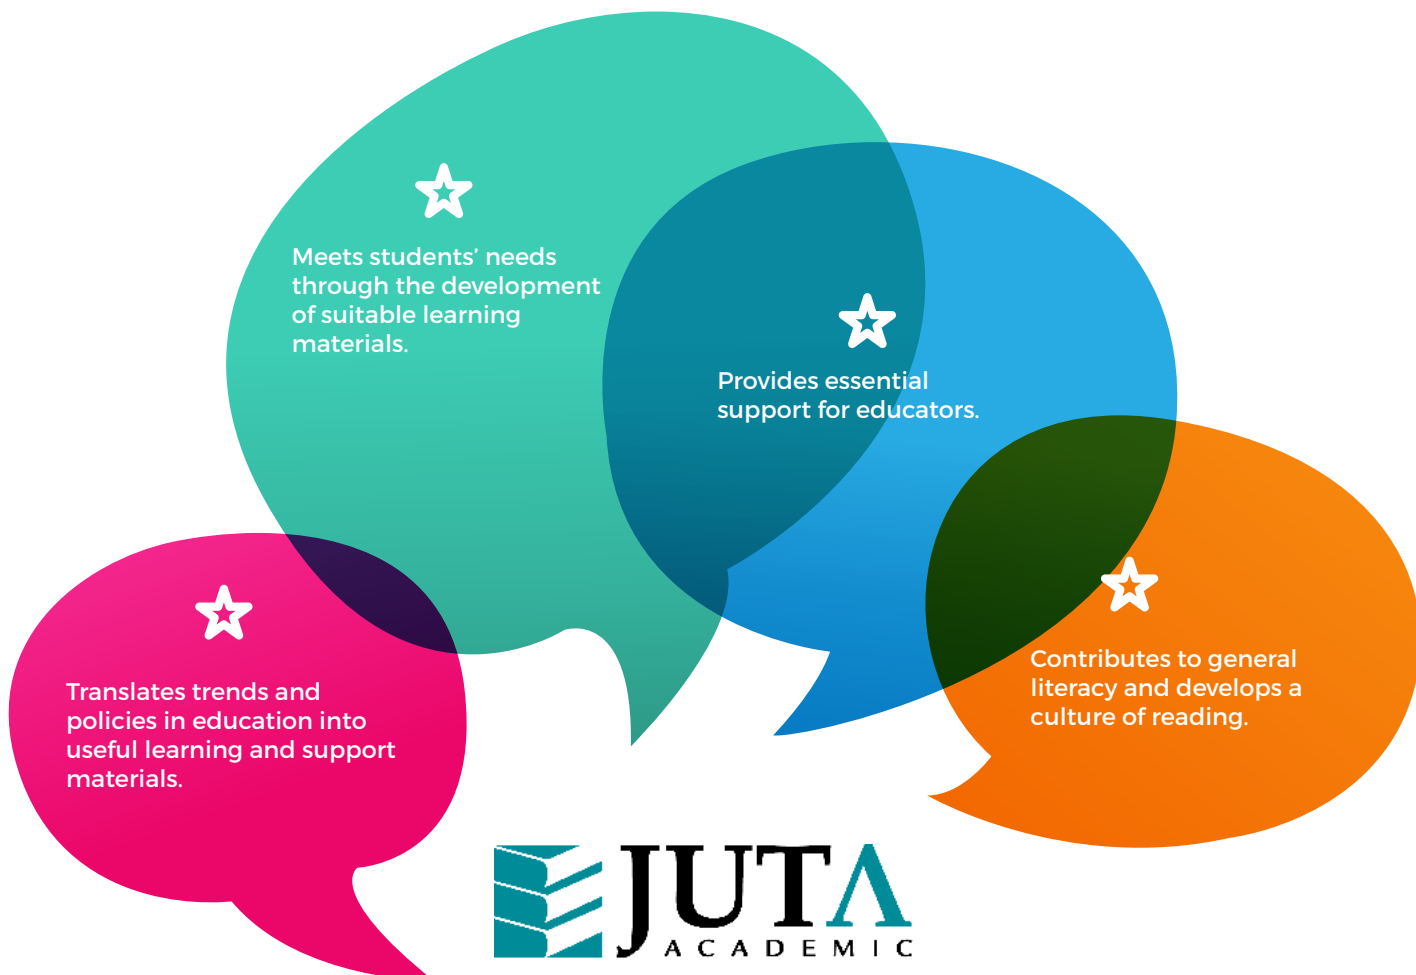 Meets students’ needs
through the development
of suitable learning
materials.
Provides essential
support for educators.
Translates trends and
policies in education into
useful learning and support
materials.
Contributes to general
literacy and develops a
culture of reading.
JUTA
ACADEMIC